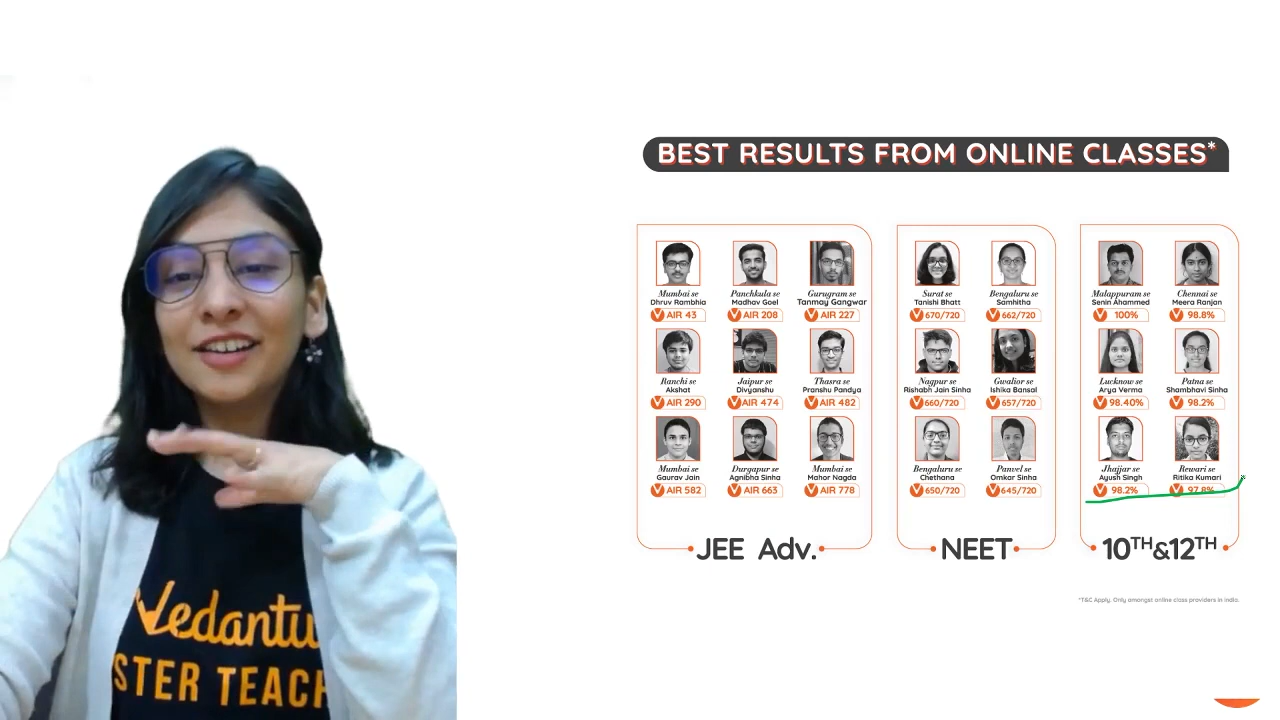 BEST RESULTS FROM ONLINE CLASSES*
Mumbai se
Dhruv Rambhia
AIR 43
Panchkula se
Madhav Goel
AIR 208
Gurugram se
Tanmay Gangwar
AIR 227
Ranchi se
Akshat
AIR 290
Jaipur se
Divyanshu
AIR 474
Thasra se
Pranshu Pandya
AIR 482
Mumbai se
Gaurav Jain
AIR 582
Durgapur se
Agnibha Sinha
AIR 663
Mumbai se
Mahor Nagda
AIR 778
JEE Adv.
Surat se
Tanishi Bhatt
670/720
Bengaluru se
Samhitha
662/720
Nagpur se
Rishabh Jain Sinha
660/720
Gwalior se
Ishika Bansal
657/720
Bengaluru se
Chethana
650/720
Panvel se
Omkar Sinha
645/720
NEET
Malappuram se
Senin Ahammed
100%
Chennai se
Meera Ranjan
98.8%
Lucknow se
Arya Verma
98.40%
Patna se
Shambhavi Sinha
98.2%
Jhajjar se
Ayush Singh
98.2%
Rewari se
Ritika Kumari
97.8%
10TH&12TH
*T&C Apply. Only amongst online class providers in India.
Vedantu
STER TEACH